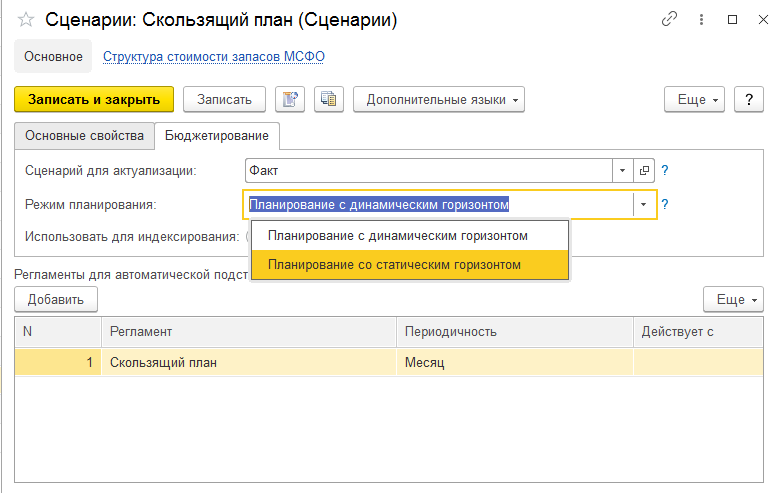 Сценарии: Скользящий план (Сценарии)
Основное Структура стоимости запасов МСФО
Записать и закрыть Записать Дополнительные языки Еще ?
Основные свойства Бюджетирование
Сценарий для актуализации: Факт ?
Режим планирования: Планирование с динамическим горизонтом ?
Использовать для индексирования:
Планирование с динамическим горизонтом
Планирование со статическим горизонтом
Регламенты для автоматической подст
Добавить Еще
N Регламент Периодичность Действует с
1 Скользящий план Месяц